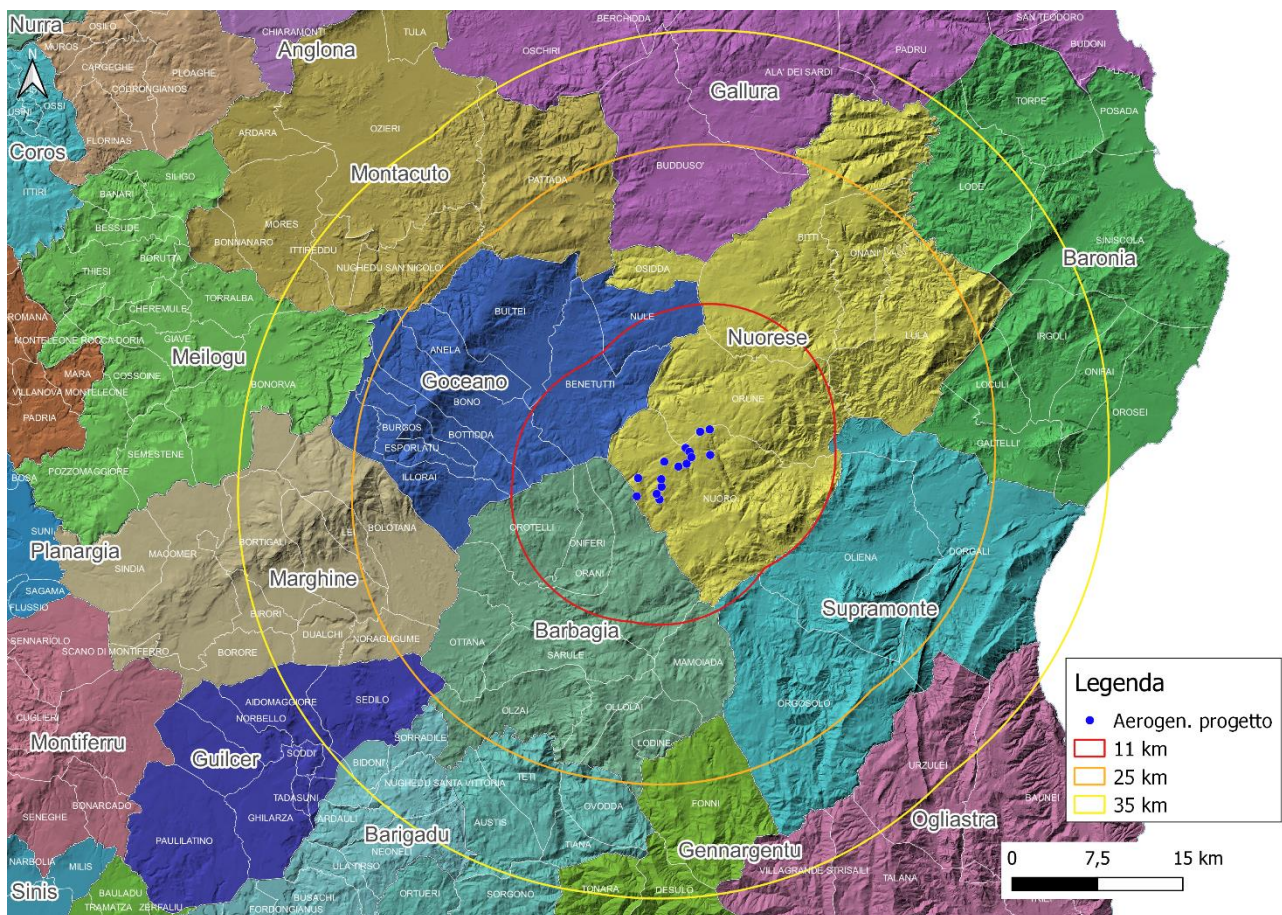 Nurra
OSILO
CHIARAMONTI
TULA
BERCHIDDA
SAN TEODORO
N
MUROS
Anglona
OSCHIRI
PADRU
BUDONI
CARGEGHE
PLOAGHE
CODRONGIANOS
ALA' DEI SARDI
Gallura
OSSI
TORPE'
POSADA
ARDARA
OZIERI
FLORINAS
Coros
BUDDUSO'
ITTIRI
SILIGO
Montacuto
PATTADA
LODE'
BANARI
BESSUDE
MORES
BONNANARO
ITTIREDDU
BITTI
SINISCOLA
BORUTTA
ONANI'
Baronia
THIESI
NUGHEDU SAN NICOLO'
OSIDDA
TORRALBA
CHEREMULE
BULTEI
NULE
ROMANA
GIAVE
IRGOLI
MONTELEONE ROCCA DORIA
Nuorese
LULA
ANELA
Meilogu
MARA
COSSOINE
Goceano
BENETUTTI
ONIFAI
VILLANOVA MONTELEONE
BONORVA
LOCULI
BONO
ORUNE
OROSEI
PADRIA
BURGOS
BOTTIDDA
ESPORLATU
GALTELLI'
SEMESTENE
POZZOMAGGIORE
ILLORAI
BOSA
NUORO
SUNI
BOLOTANA
OROTELLI
Planargia
BORTIGALI
ONIFERI
MACOMER
OLIENA
DORGALI
SINDIA
ORANI
SAGAMA
Marghine
FLUSSIO
BIRORI
Supramonte
DUALCHI
Barbagia
SENNARIOLO
NORAGUGUME
OTTANA
SCANO DI MONTIFERRO
BORORE
SARULE
MAMOIADA
AIDOMAGGIORE
SEDILO
ORGOSOLO
OLZAI
OLLOLAI
CUGLIERI
NORBELLO
SORRADILE
LODINE
Montiferru
Guilcer
SODDI'
BIDONI'
URZULEI
NUGHEDU SANTA VITTORIA
TETI
BONARCADO
TADASUNI
FONNI
BAUNEI
OVODDA
SENEGHE
GHILARZA
ARDAULI
AUSTIS
Ogliastra
PAULILATINO
Barigadu
TIANA
NEONELI
Gennargentu
NARBOLIA
MILIS
ULA TIRSO
VILLAGRANDE STRISAILI
TALANA
Sinis
BAULADU
ORTUERI
SORGONO
TONARA
DESULO
BUSACHI
TRAMATZA
ZERFALIU
FORDONGIANUS
Legenda
Aerogen. progetto
11 km
25 km
35 km
0 7,5 15 km